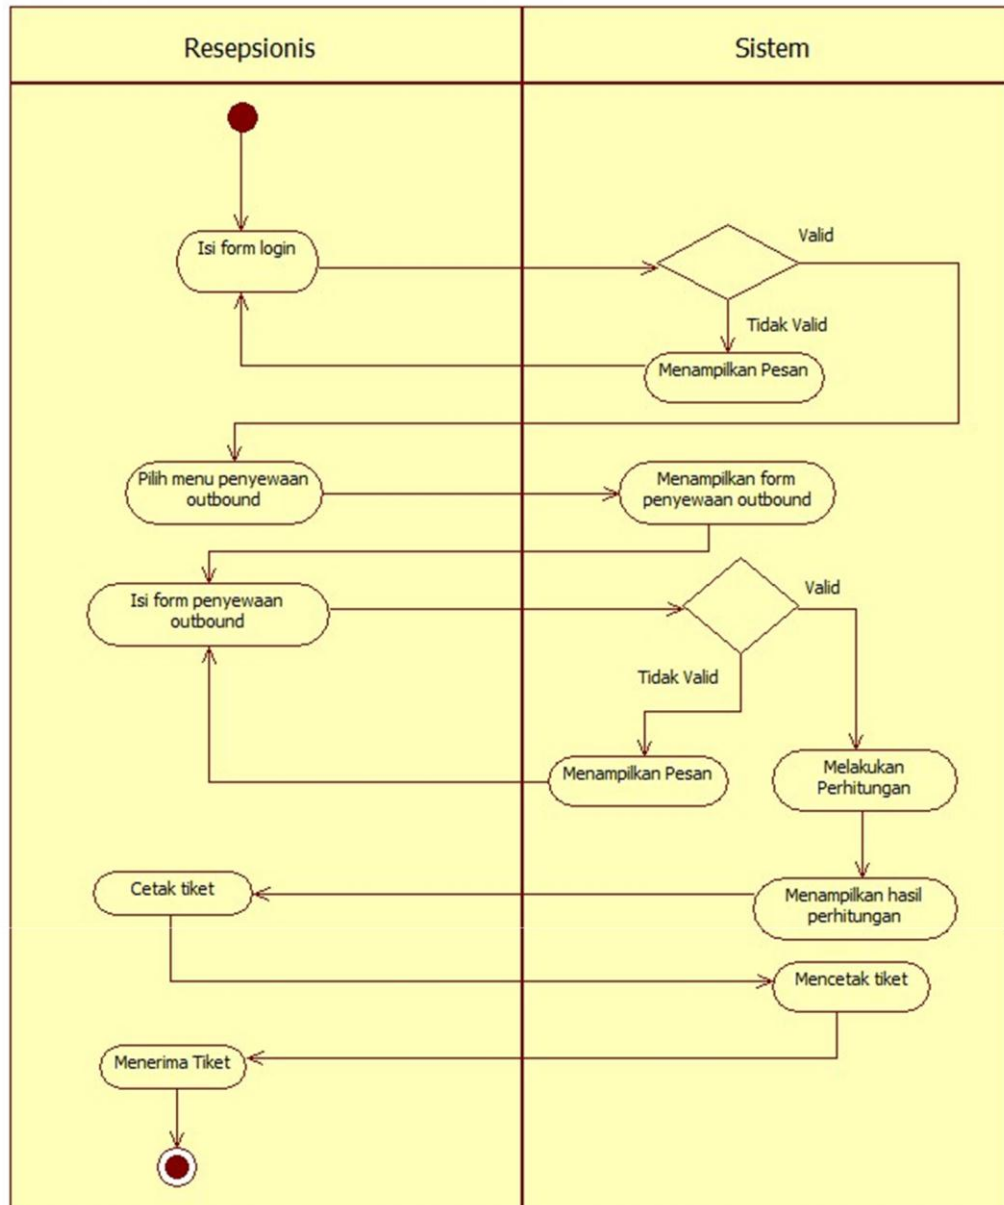 Resepsionis
Sistem
Isi form login
Valid
Tidak Valid
Menampilkan Pesan
Pilih menu penyewaan
outbound
Menampilkan form
penyewaan outbound
Isi form penyewaan
outbound
Valid
Tidak Valid
Menampilkan Pesan
Melakukan
Perhitungan
Cetak tiket
Menampilkan hasil
perhitungan
Mencetak tiket
Menerima Tiket